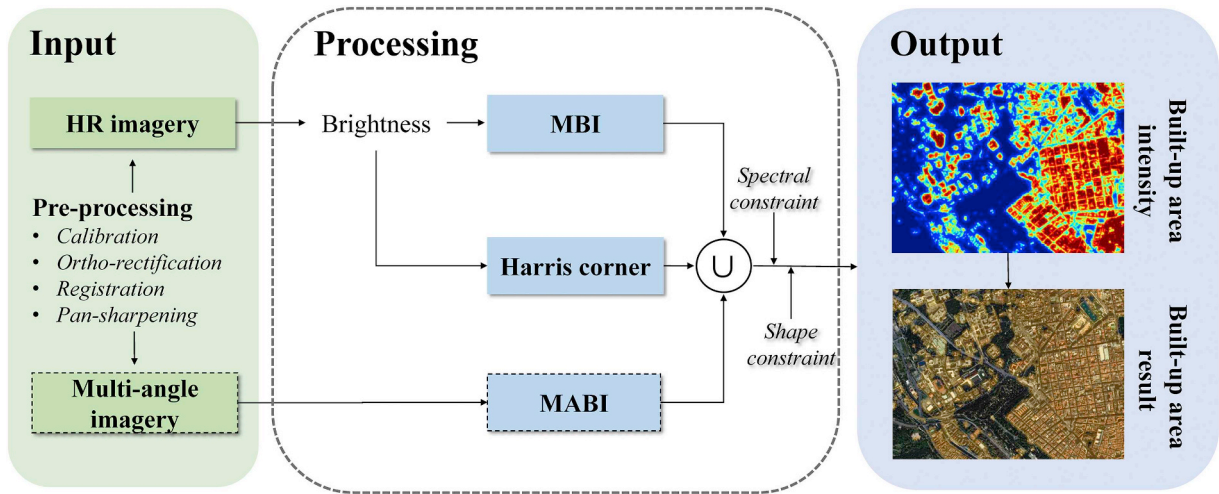 Input
HR imagery
Pre-processing
• Calibration
• Ortho-rectification
• Registration
• Pan-sharpening
Multi-angle
imagery
Processing
Brightness
MBI
Harris corner
MABI
∪
Spectral
constraint
Shape
constraint
Output
Built-up area
intensity
Built-up area
result